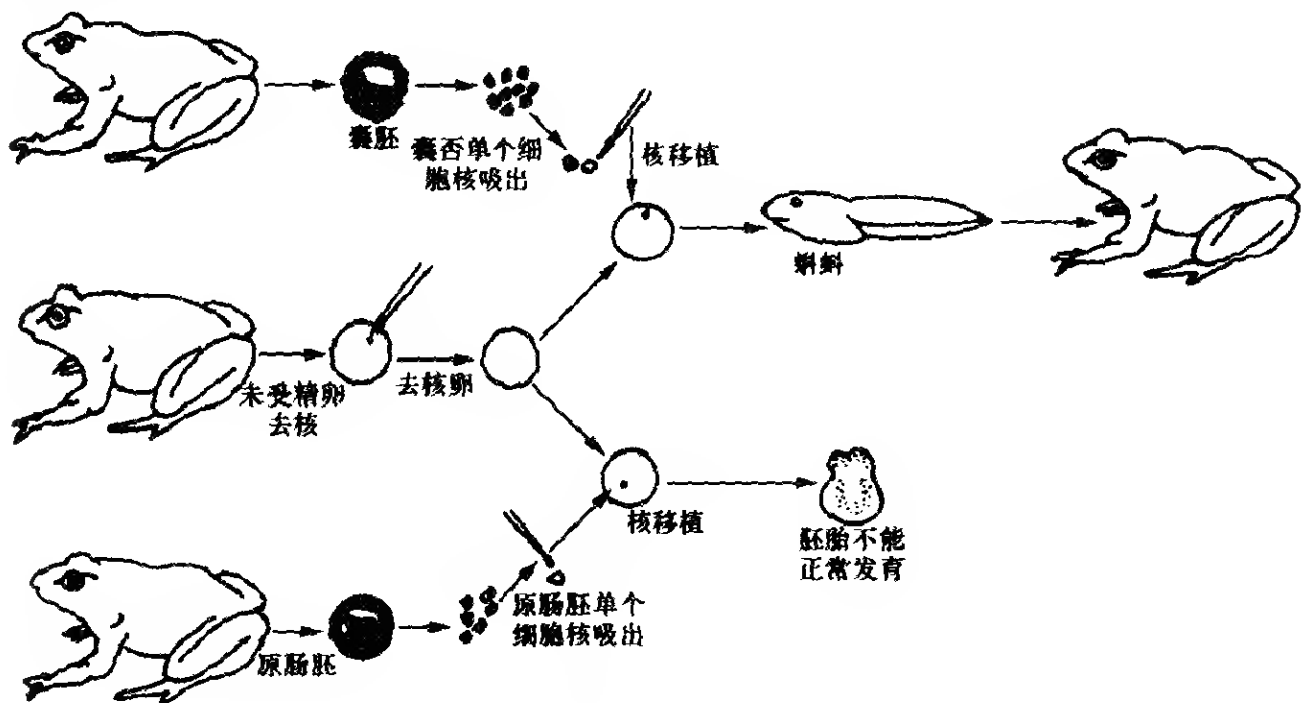 囊胚
囊否单个细
胞核吸出
核移植
蝌蚪
未受精卵
去核
去核卵
核移植
胚胎不能
正常发育
原肠胚单个
细胞核吸出
原肠胚